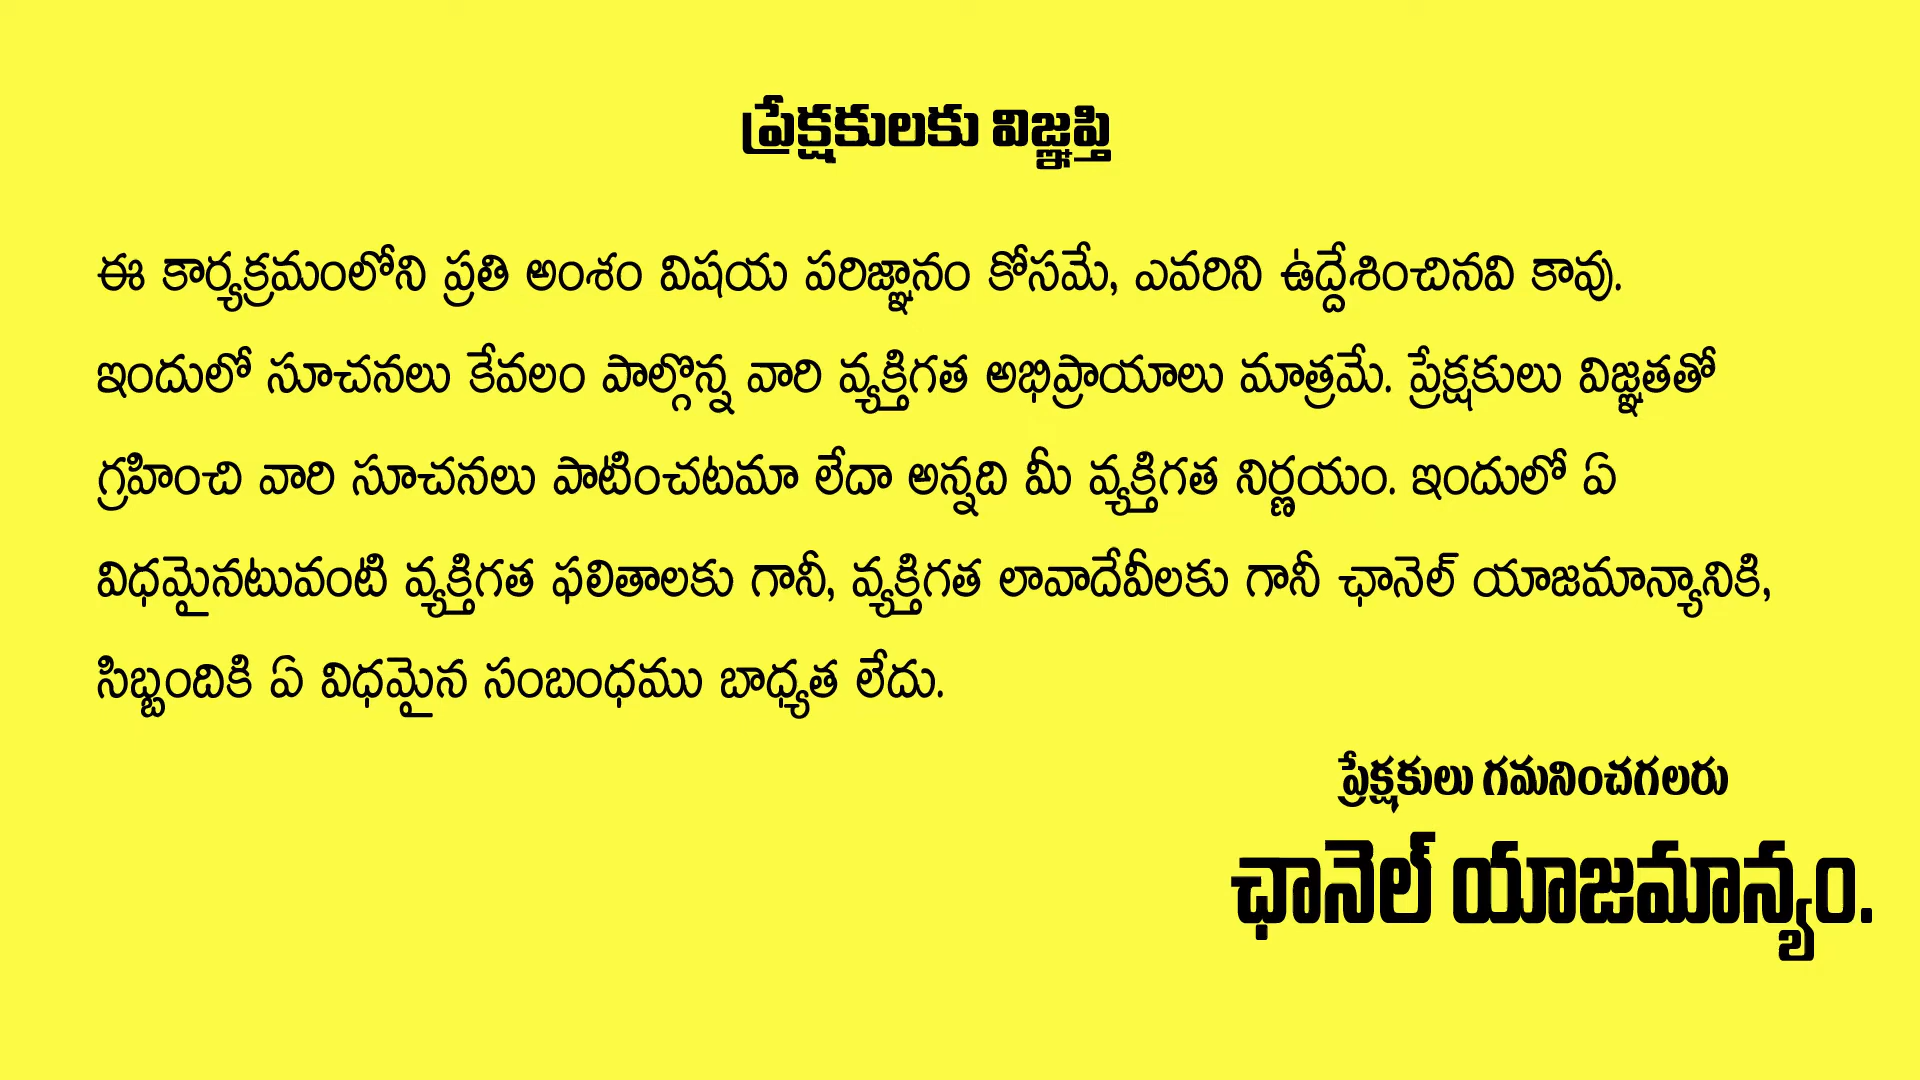 ప్రేక్షకులకు విజ్ఞప్తి
ఈ కార్యక్రమంలోని ప్రతి అంశం విషయ పరిజ్ఞానం కోసమే, ఎవరిని ఉద్దేశించినవి కావు.
ఇందులో సూచనలు కేవలం పాల్గొన్న వారి వ్యక్తిగత అభిప్రాయాలు మాత్రమే. ప్రేక్షకులు విజ్ఞతతో
గ్రహించి వారి సూచనలు పాటించటమా లేదా అన్నది మీ వ్యక్తిగత నిర్ణయం. ఇందులో ఏ
విధమైనటువంటి వ్యక్తిగత ఫలితాలకు గానీ, వ్యక్తిగత లావాదేవీలకు గానీ ఛానెల్ యాజమాన్యానికి,
సిబ్బందికి ఏ విధమైన సంబంధము బాధ్యత లేదు.
ప్రేక్షకులు గమనించగలరు
ఛానెల్ యాజమాన్యం.